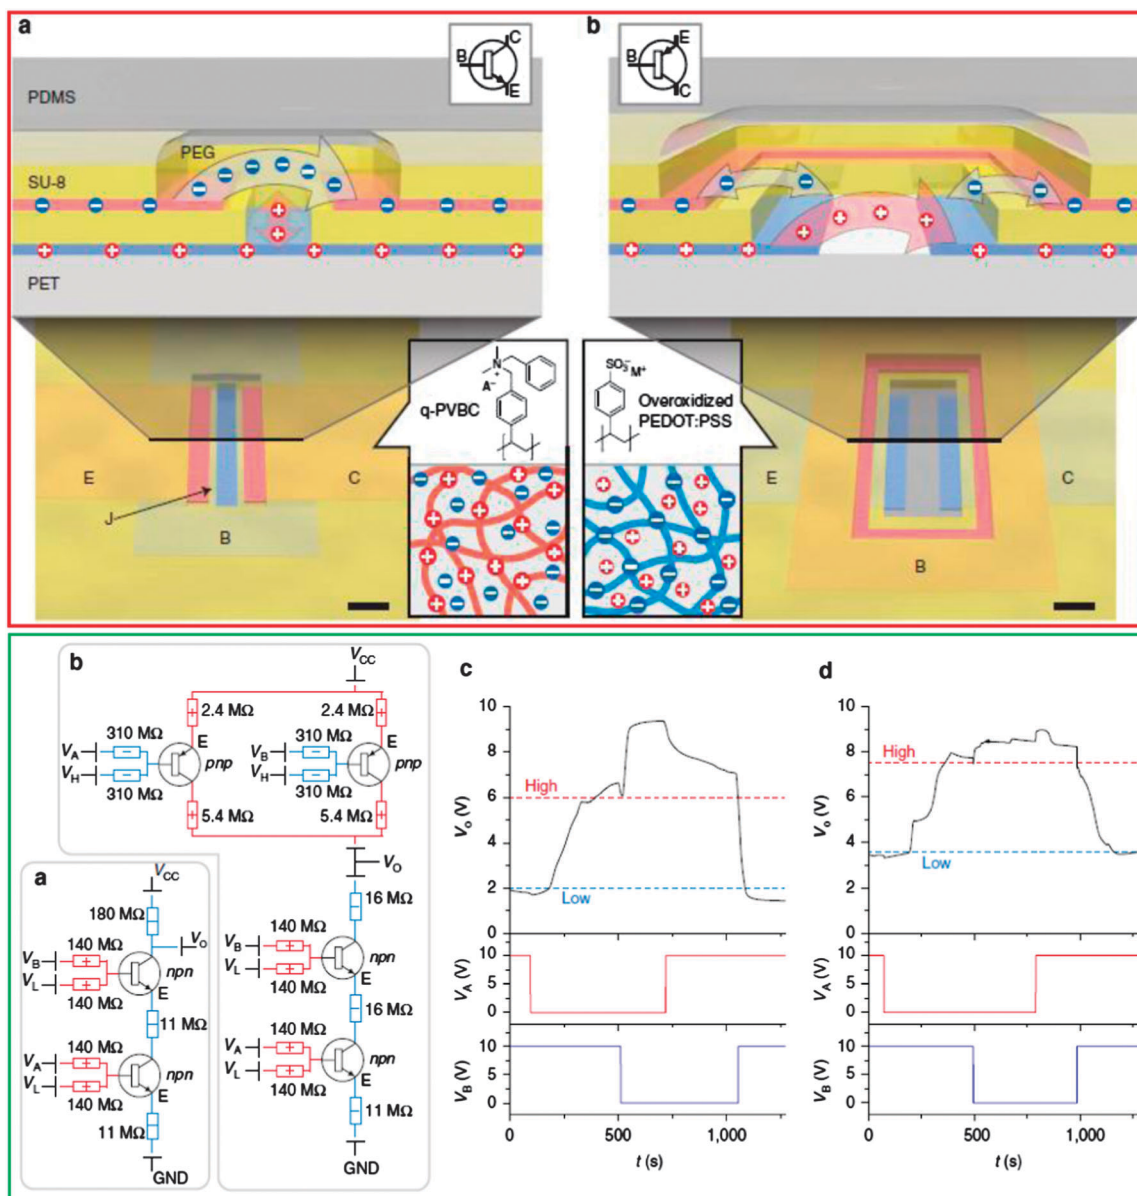 a
b
C
B
E
E
B
C
PDMS
PEG
SU-8
PET
q-PVBC
N
+
A⁻
SO₃⁻
M⁺
Overoxidized
PEDOT:PSS
E
C
J
B
E
C
B
b
V_CC
2.4 MΩ
2.4 MΩ
310 MΩ
E
310 MΩ
E
V_A
V_B
V_H
pnp
V_H
pnp
310 MΩ
310 MΩ
5.4 MΩ
5.4 MΩ
V_O
16 MΩ
140 MΩ
V_B
V_L
npn
E
140 MΩ
16 MΩ
140 MΩ
V_A
V_L
npn
E
140 MΩ
11 MΩ
GND
a
V_CC
180 MΩ
V_O
140 MΩ
V_B
V_L
npn
E
140 MΩ
11 MΩ
140 MΩ
V_A
V_L
npn
E
140 MΩ
11 MΩ
GND
c
10
8
6
4
2
0
V_o (V)
High
Low
10
5
0
V_A (V)
10
5
0
V_B (V)
0 500 1,000
t (s)
d
10
8
6
4
2
0
V_o (V)
High
Low
10
5
0
V_A (V)
10
5
0
V_B (V)
0 500 1,000
t (s)